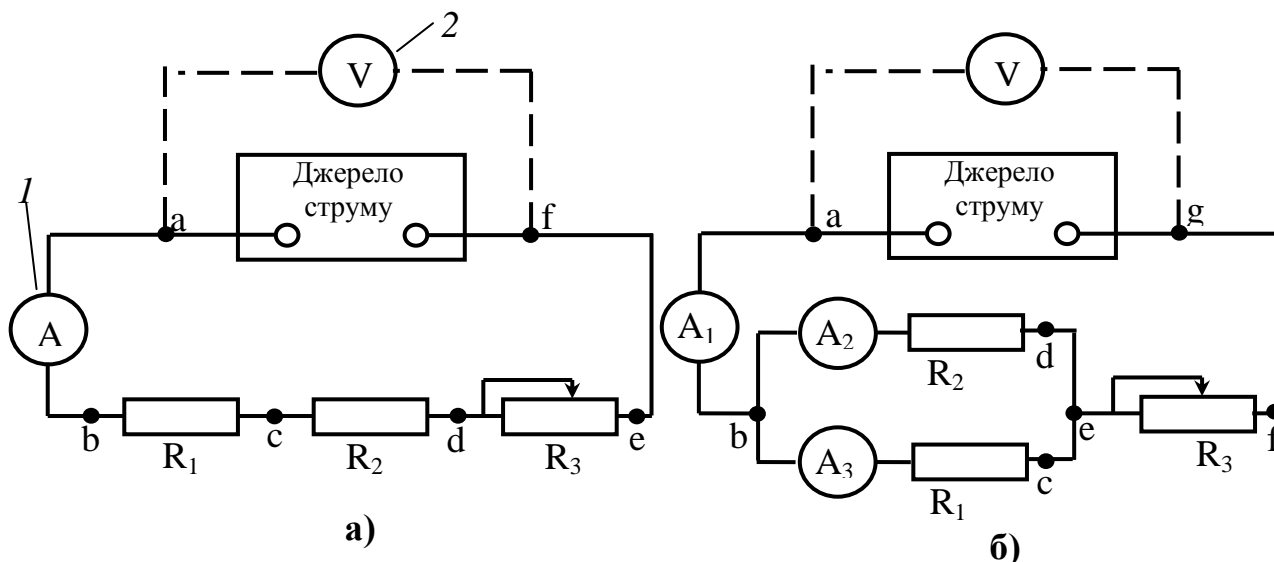 2
V
V
Джерело
струму
Джерело
струму
1
a
f
a
g
A
A₁
A₂
R₂
d
b
R₁
c
R₂
d
R₃
e
b
A₃
R₁
c
e
R₃
f
а)
б)